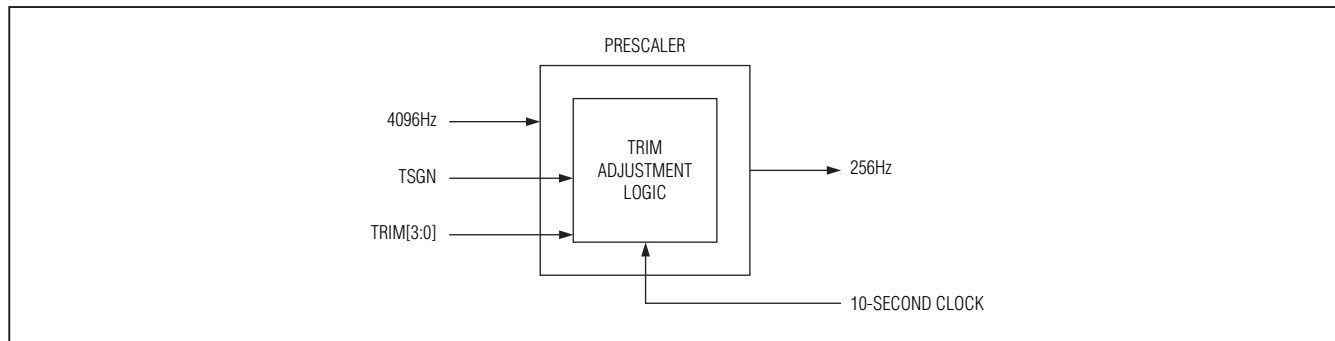 PRESCALER
4096Hz
TSGN
TRIM[3:0]
TRIM
ADJUSTMENT
LOGIC
256Hz
10-SECOND CLOCK